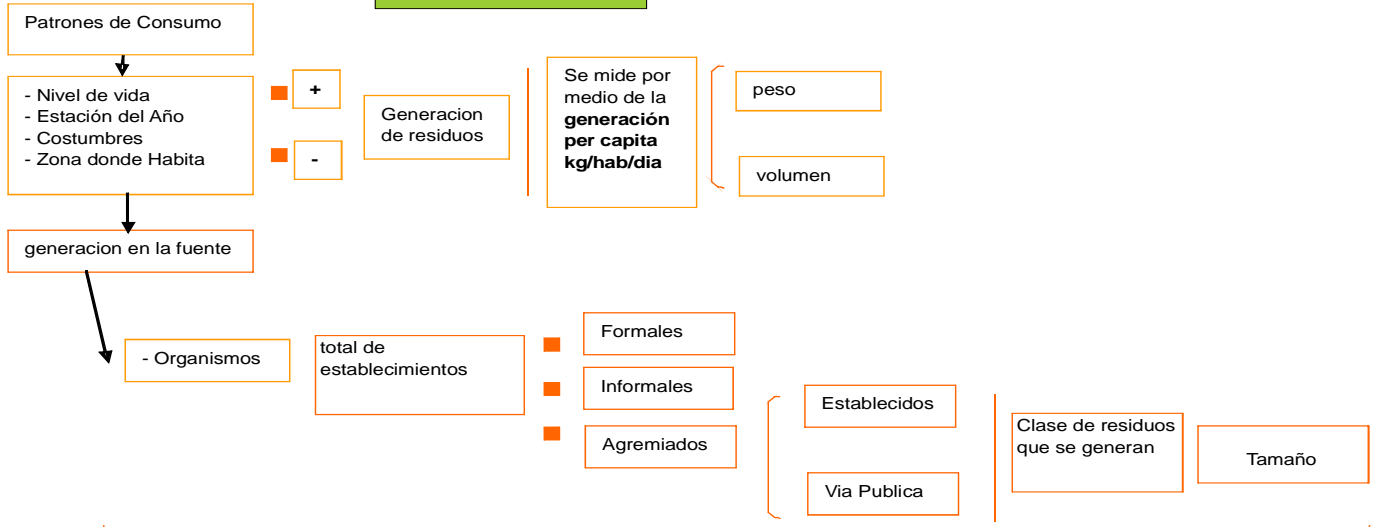 Patrones de Consumo
- Nivel de vida
- Estación del Año
- Costumbres
- Zona donde Habita
+
-
Generacion
de residuos
Se mide por
medio de la
generación
per capita
kg/hab/dia
peso
volumen
generacion en la fuente
- Organismos
total de
establecimientos
Formales
Informales
Agremiados
Establecidos
Via Publica
Clase de residuos
que se generan
Tamaño